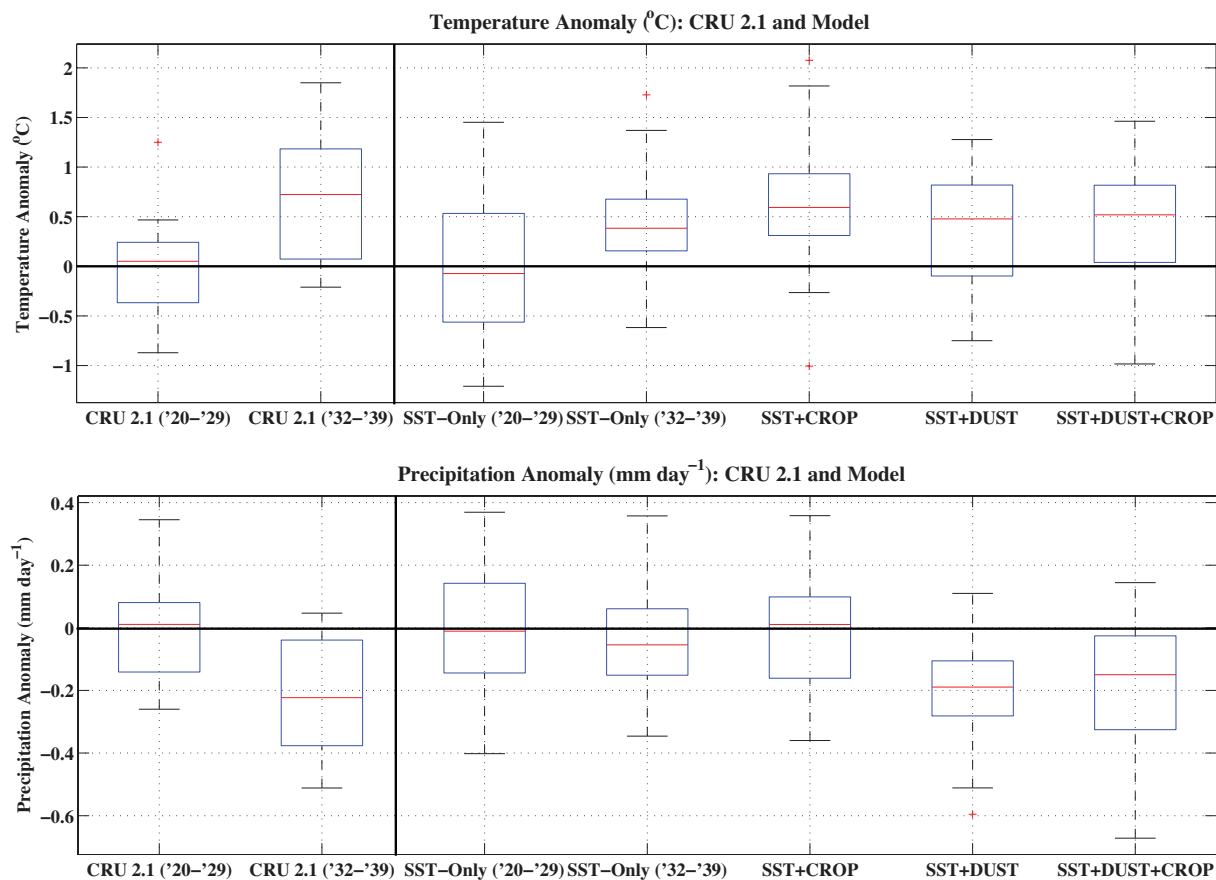 Temperature Anomaly (°C): CRU 2.1 and Model
Temperature Anomaly (°C)
2
1.5
1
0.5
0
−0.5
−1
CRU 2.1 (’20−’29) CRU 2.1 (’32−’39) SST−Only (’20−’29) SST−Only (’32−’39) SST+CROP SST+DUST SST+DUST+CROP
Precipitation Anomaly (mm day⁻¹): CRU 2.1 and Model
Precipitation Anomaly (mm day⁻¹)
0.4
0.2
0
−0.2
−0.4
−0.6
CRU 2.1 (’20−’29) CRU 2.1 (’32−’39) SST−Only (’20−’29) SST−Only (’32−’39) SST+CROP SST+DUST SST+DUST+CROP